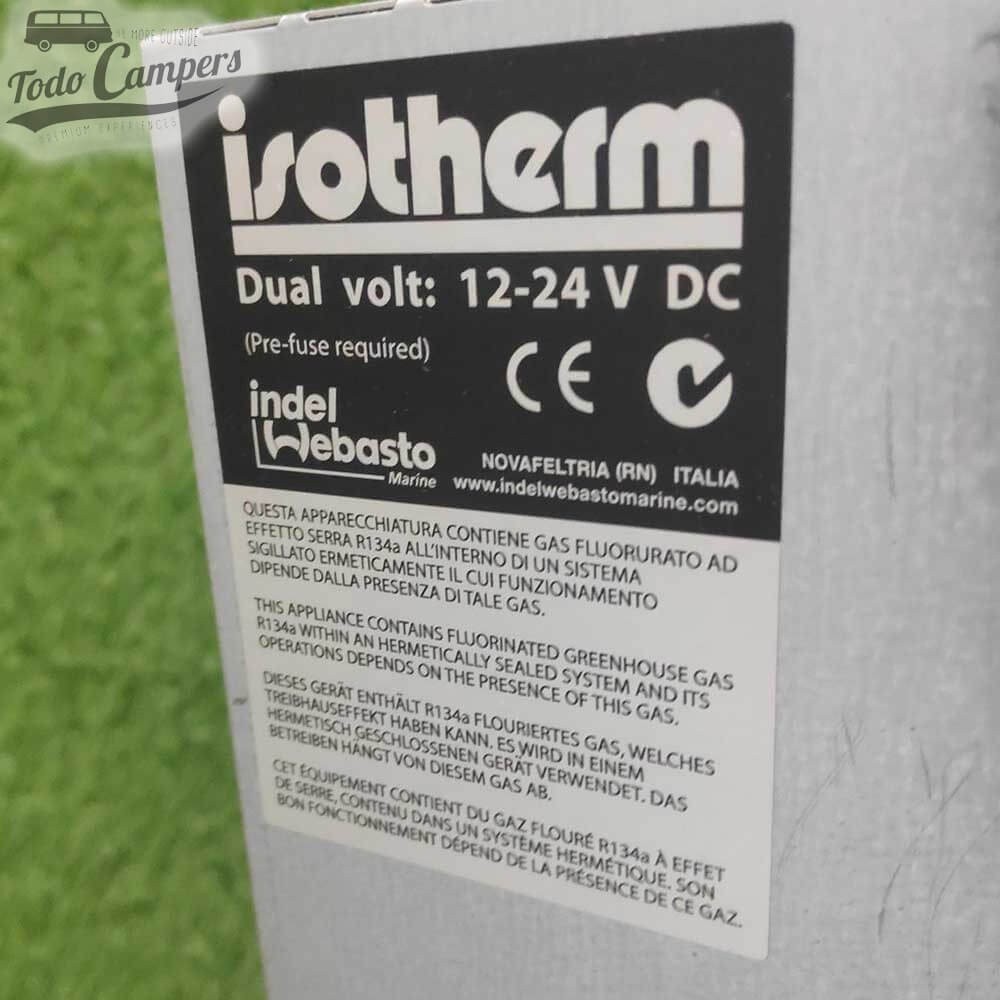 MORE OUTSIDE
Todo Campers
PREMIUM EXPERIENCES
isotherm
Dual volt: 12-24 V DC
(Pre-fuse required)
CE
indel
Webasto
Marine
NOVAFELTRIA (RN) ITALIA
www.indelwebastomarine.com
QUESTA APPARECCHIATURA CONTIENE GAS FLUORURATO AD
EFFETTO SERRA R134a ALL'INTERNO DI UN SISTEMA
SIGILLATO ERMETICAMENTE IL CUI FUNZIONAMENTO
DIPENDE DALLA PRESENZA DI TALE GAS.
THIS APPLIANCE CONTAINS FLUORINATED GREENHOUSE GAS
R134a WITHIN AN HERMETICALLY SEALED SYSTEM AND ITS
OPERATIONS DEPENDS ON THE PRESENCE OF THIS GAS.
DIESES GERÄT ENTHÄLT R134a FLOURIERTES GAS, WELCHES
TREIBHAUSEFFEKT HABEN KANN. ES WIRD IN EINEM
HERMETISCH GESCHLOSSENEN GERÄT VERWENDET. DAS
BETREIBEN HÄNGT VON DIESEM GAS AB.
CET ÉQUIPEMENT CONTIENT DU GAZ FLOURÉ R134a À EFFET
DE SERRE, CONTENU DANS UN SYSTÈME HERMÉTIQUE. SON
BON FONCTIONNEMENT DÉPEND DE LA PRÉSENCE DE CE GAZ.